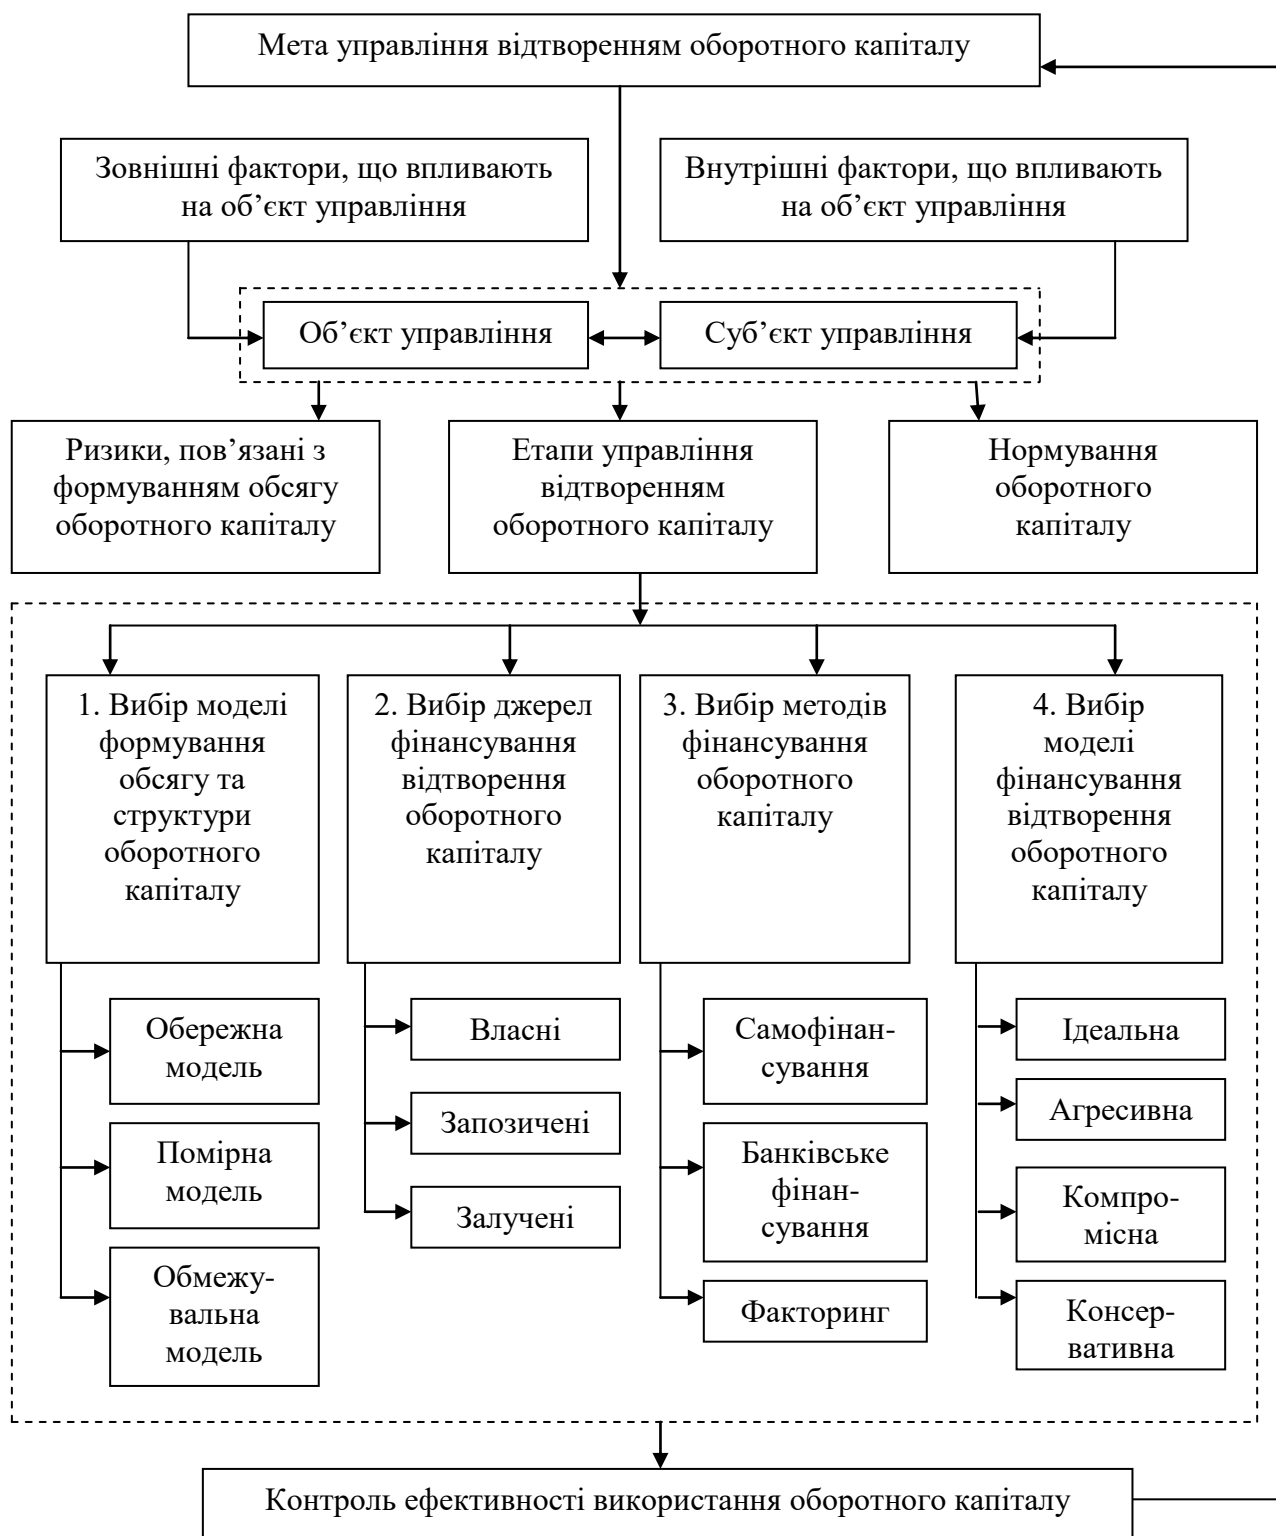 Мета управління відтворенням оборотного капіталу
Зовнішні фактори, що впливають
на об’єкт управління
Внутрішні фактори, що впливають
на об’єкт управління
Об’єкт управління
Суб’єкт управління
Ризики, пов’язані з
формуванням обсягу
оборотного капіталу
Етапи управління
відтворенням
оборотного капіталу
Нормування
оборотного
капіталу
1. Вибір моделі
формування
обсягу та
структури
оборотного
капіталу
2. Вибір джерел
фінансування
відтворення
оборотного
капіталу
3. Вибір методів
фінансування
оборотного
капіталу
4. Вибір
моделі
фінансування
відтворення
оборотного
капіталу
Обережна
модель
Помірна
модель
Обмежу-
вальна
модель
Власні
Запозичені
Залучені
Самофінан-
сування
Банківське
фінан-
сування
Факторинг
Ідеальна
Агресивна
Компро-
місна
Консер-
вативна
Контроль ефективності використання оборотного капіталу